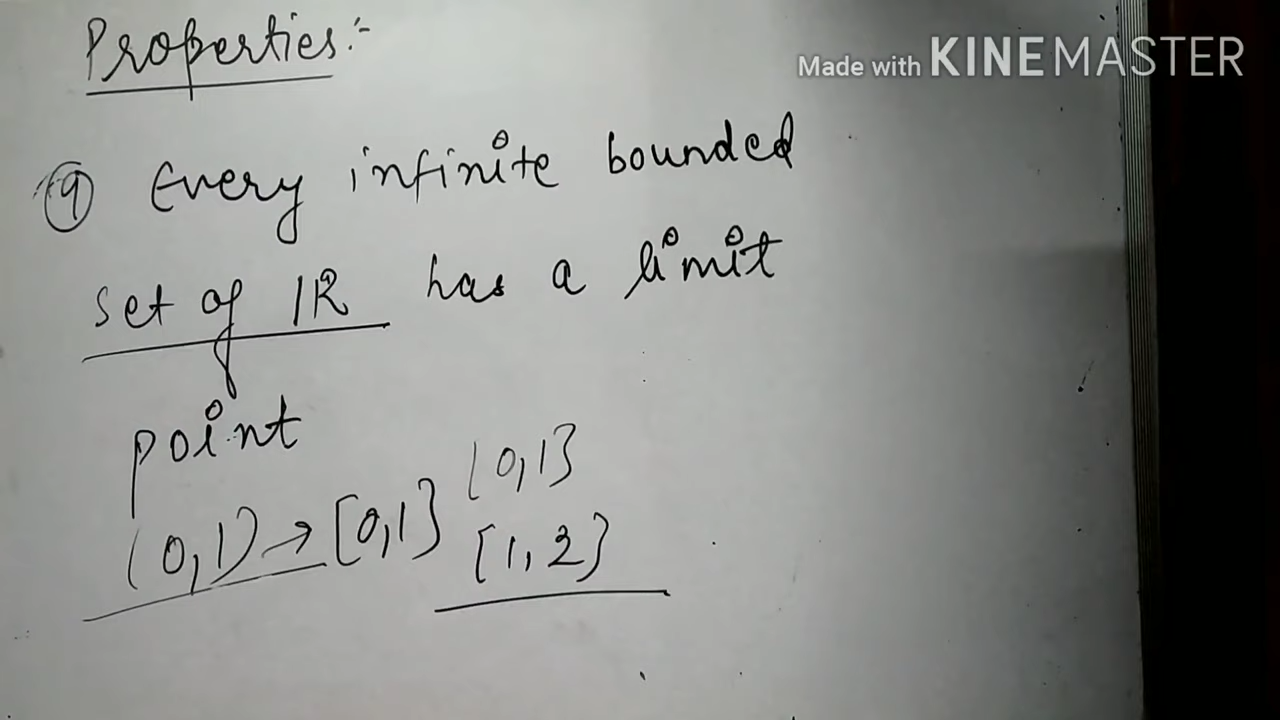 Properties:-
Made with KINEMASTER
9 Every infinite bounded
set of IR has a limit
point
(0,1) → [0,1] [0,1]
[1,2]